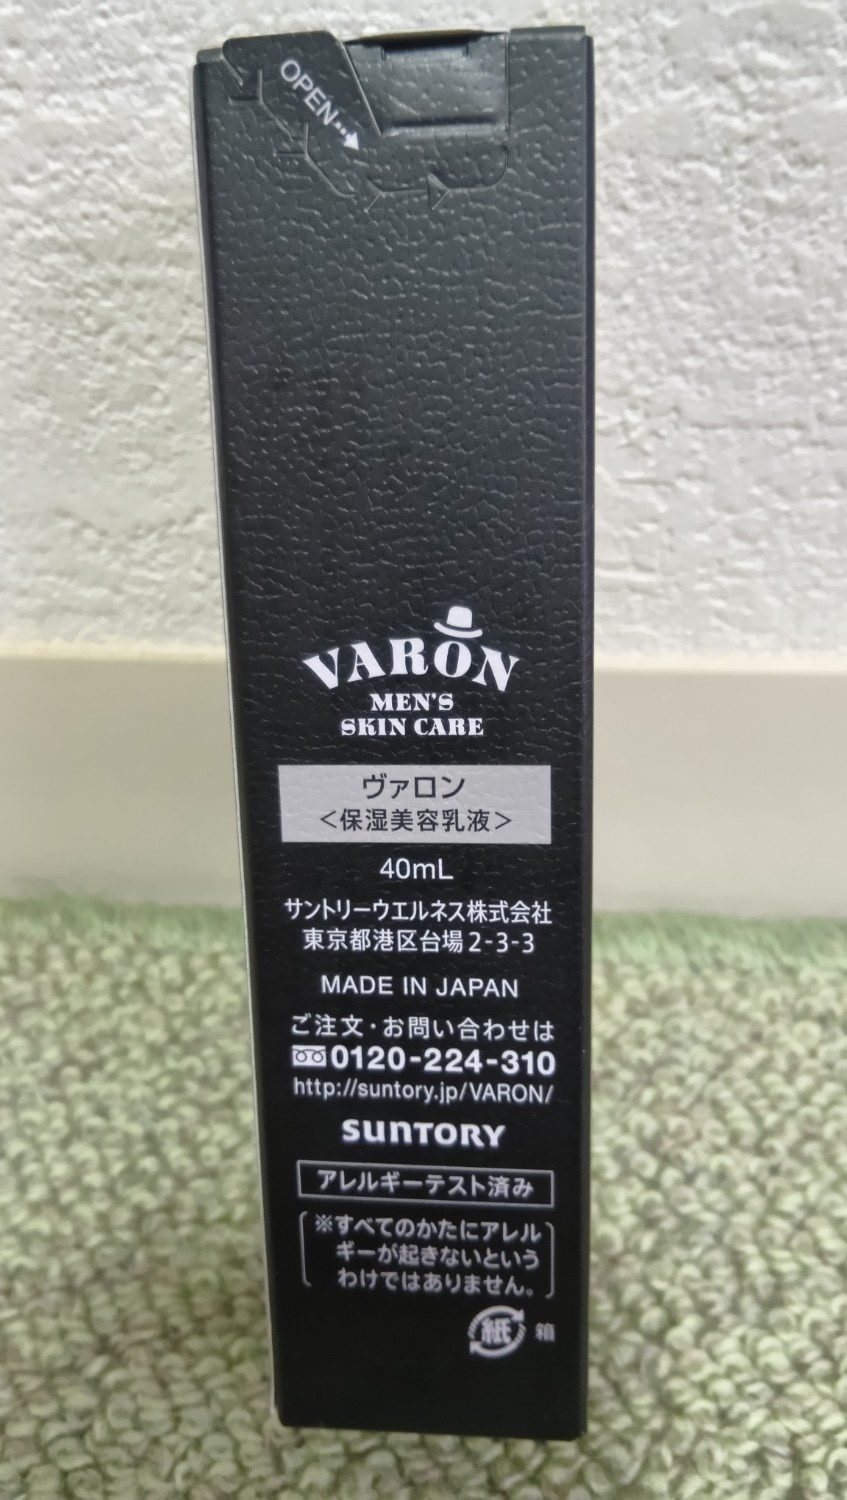 OPEN
VARON
MEN'S
SKIN CARE
ヴァロン
<保湿美容乳液>
40mL
サントリーウエルネス株式会社
東京都港区台場2-3-3
MADE IN JAPAN
ご注文・お問い合わせは
0120-224-310
http://suntory.jp/VARON/
SUNTORY
アレルギーテスト済み
※すべてのかたにアレル
ギーが起きないという
わけではありません。
紙 箱